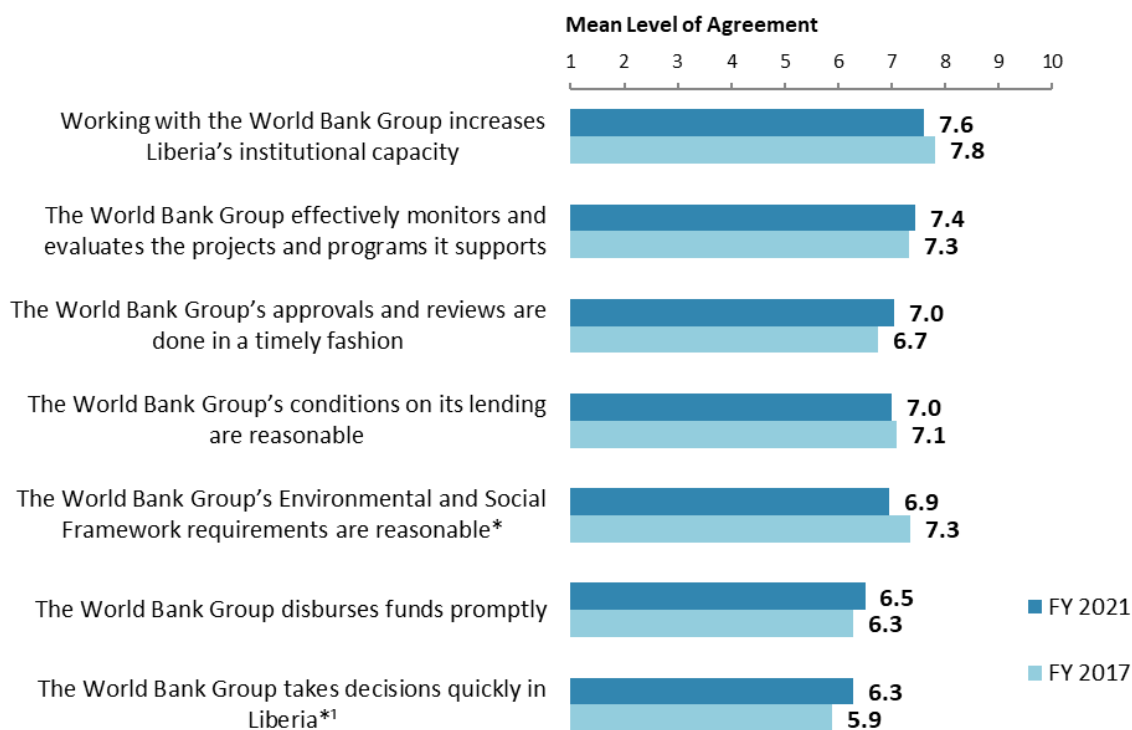 Mean Level of Agreement
1 2 3 4 5 6 7 8 9 10
Working with the World Bank Group increases
Liberia’s institutional capacity
7.6
7.8
The World Bank Group effectively monitors and
evaluates the projects and programs it supports
7.4
7.3
The World Bank Group’s approvals and reviews are
done in a timely fashion
7.0
6.7
The World Bank Group’s conditions on its lending
are reasonable
7.0
7.1
The World Bank Group’s Environmental and Social
Framework requirements are reasonable*
6.9
7.3
The World Bank Group disburses funds promptly
6.5
6.3
The World Bank Group takes decisions quickly in
Liberia*¹
6.3
5.9
FY 2021
FY 2017